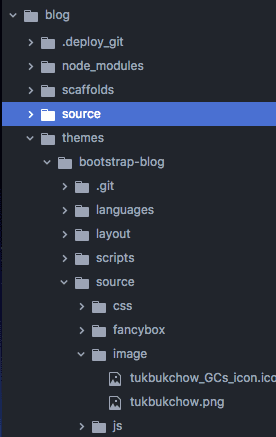 blog
.deploy_git
node_modules
scaffolds
source
themes
bootstrap-blog
.git
languages
layout
scripts
source
css
fancybox
image
tukbukchow_GCs_icon.ico
tukbukchow.png
js